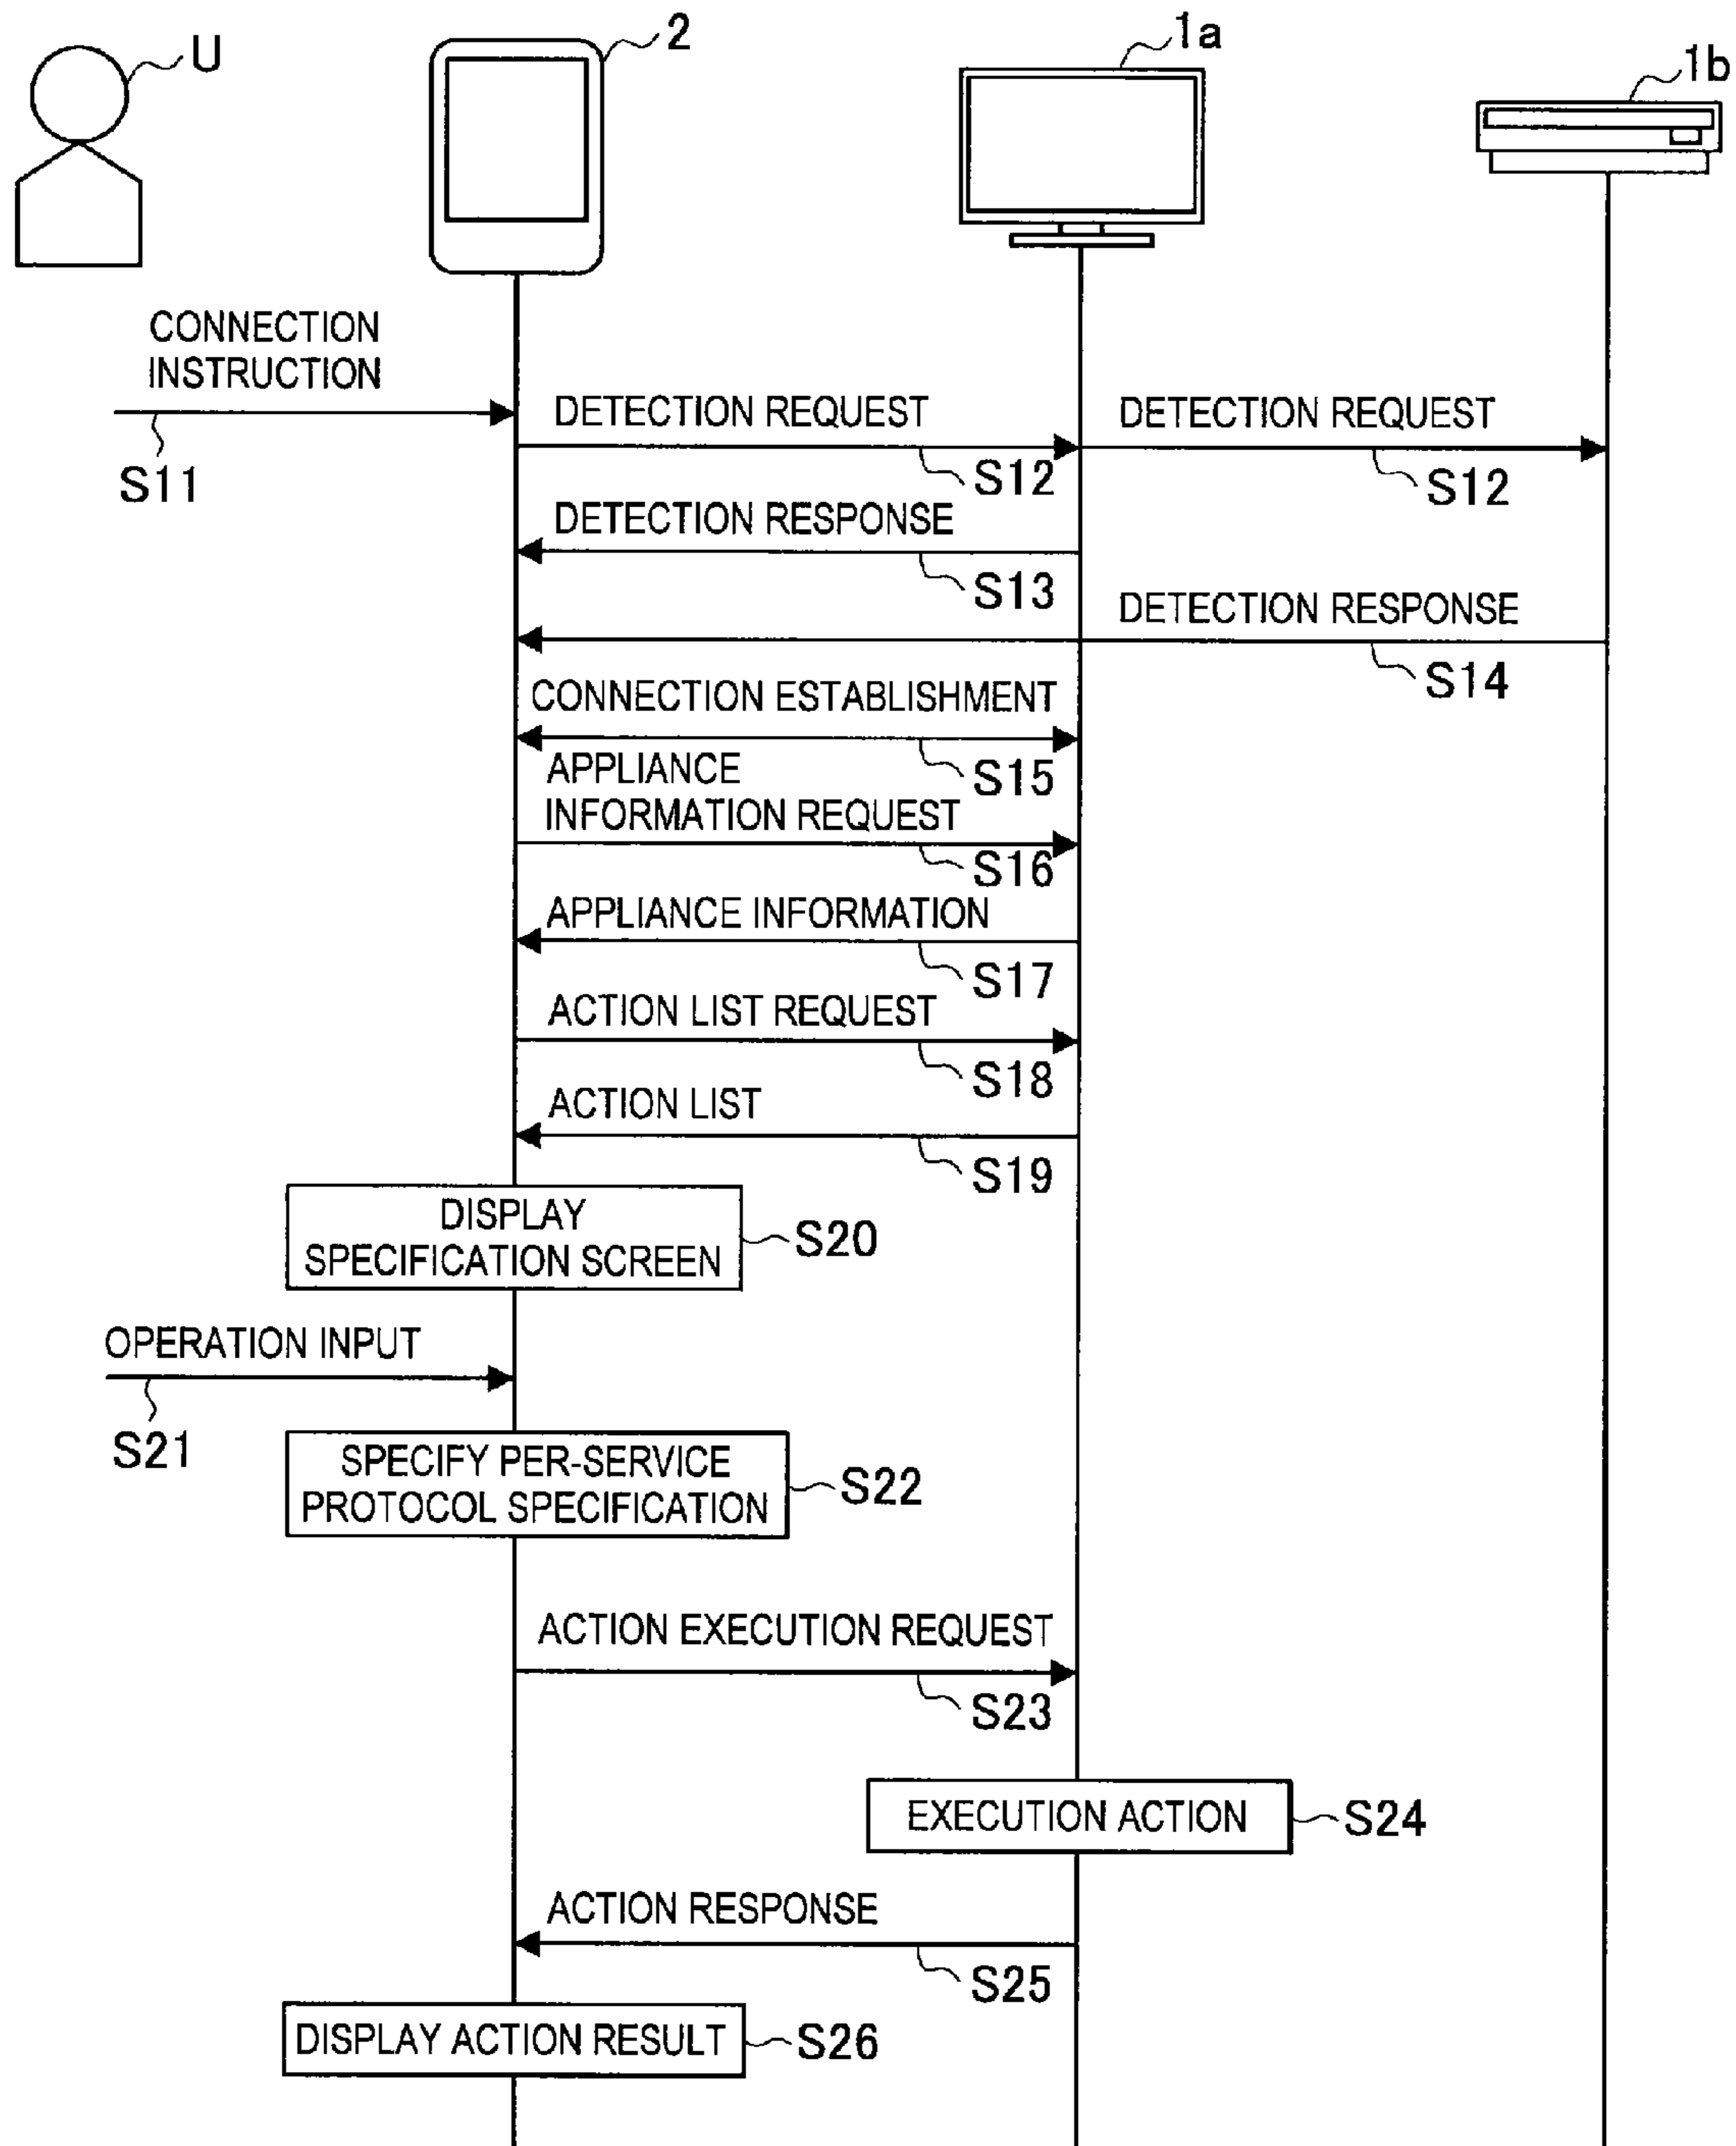 U
2
1a
1b
CONNECTION
INSTRUCTION
S11
DETECTION REQUEST
S12
DETECTION REQUEST
S12
DETECTION RESPONSE
S13
DETECTION RESPONSE
S14
CONNECTION ESTABLISHMENT
S15
APPLIANCE
INFORMATION REQUEST
S16
APPLIANCE INFORMATION
S17
ACTION LIST REQUEST
S18
ACTION LIST
S19
DISPLAY
SPECIFICATION SCREEN
S20
OPERATION INPUT
S21
SPECIFY PER-SERVICE
PROTOCOL SPECIFICATION
S22
ACTION EXECUTION REQUEST
S23
EXECUTION ACTION
S24
ACTION RESPONSE
S25
DISPLAY ACTION RESULT
S26